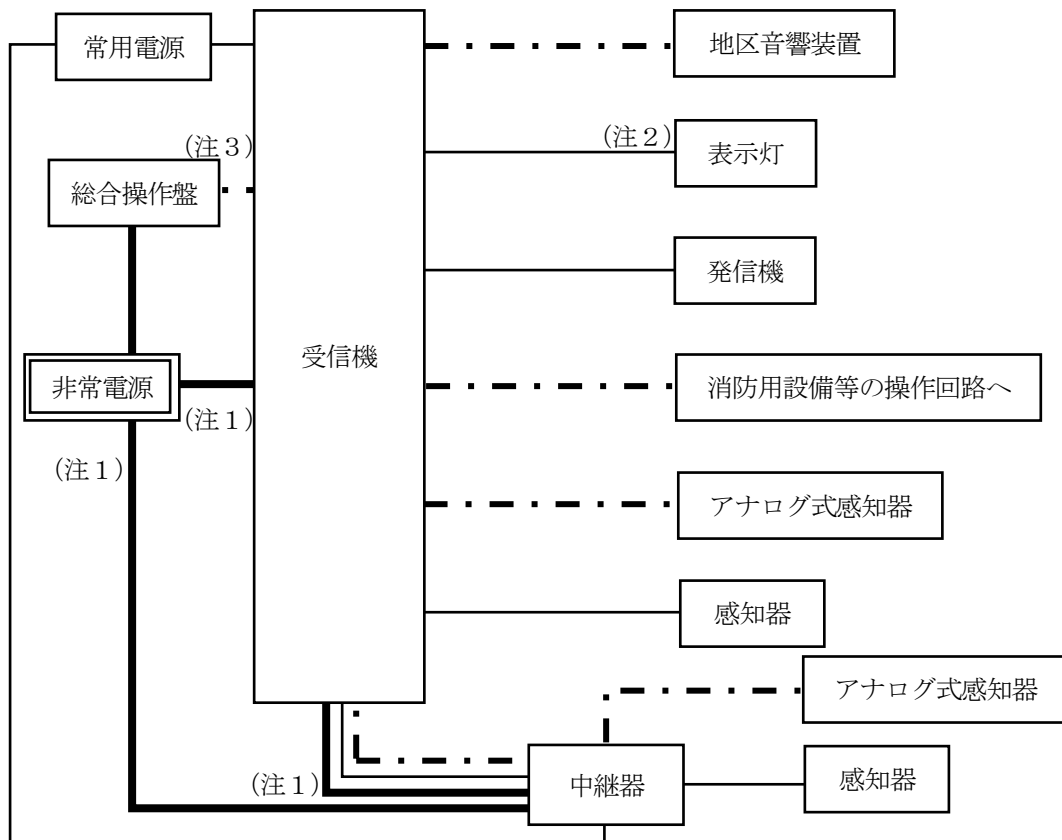 常用電源
地区音響装置
(注３)
(注２)
表示灯
総合操作盤
発信機
受信機
非常電源
消防用設備等の操作回路へ
(注１)
(注１)
アナログ式感知器
感知器
アナログ式感知器
(注１)
中継器
感知器